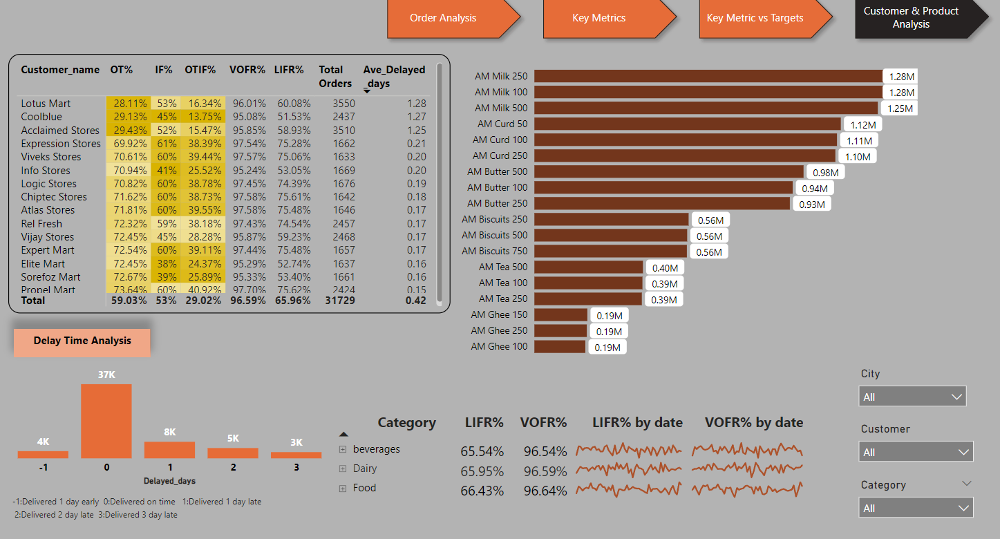 Order Analysis
Key Metrics
Key Metric vs Targets
Customer & Product
Analysis
Customer_name OT% IF% OTIF% VOFR% LIFR% Total Orders Ave_Delayed_days
Lotus Mart 28.11% 53% 16.34% 96.01% 60.08% 3550 1.28
Coolblue 29.13% 45% 13.75% 95.08% 51.53% 2437 1.27
Acclaimed Stores 29.43% 52% 15.47% 95.85% 58.93% 3510 1.25
Expression Stores 69.92% 61% 38.39% 97.54% 75.28% 1662 0.21
Viveks Stores 70.61% 60% 39.44% 97.57% 75.06% 1633 0.20
Info Stores 70.94% 41% 25.52% 95.24% 53.05% 1669 0.20
Logic Stores 70.82% 60% 38.78% 97.45% 74.39% 1676 0.19
Chiptec Stores 71.62% 60% 38.73% 97.58% 75.61% 1642 0.18
Atlas Stores 71.81% 60% 39.55% 97.58% 75.48% 1646 0.17
Rel Fresh 72.32% 59% 38.18% 97.43% 74.54% 2457 0.17
Vijay Stores 72.45% 45% 28.28% 95.87% 59.23% 2468 0.17
Expert Mart 72.54% 60% 39.11% 97.44% 75.48% 1657 0.17
Elite Mart 72.45% 38% 24.37% 95.29% 52.74% 1637 0.16
Sorefoz Mart 72.67% 39% 25.89% 95.33% 53.40% 1661 0.16
Propel Mart 73.64% 60% 40.92% 97.70% 75.62% 2424 0.15
Total 59.03% 53% 29.02% 96.59% 65.96% 31729 0.42
AM Milk 250 1.28M
AM Milk 100 1.28M
AM Milk 500 1.25M
AM Curd 50 1.12M
AM Curd 100 1.11M
AM Curd 250 1.10M
AM Butter 500 0.98M
AM Butter 100 0.94M
AM Butter 250 0.93M
AM Biscuits 250 0.56M
AM Biscuits 500 0.56M
AM Biscuits 750 0.56M
AM Tea 500 0.40M
AM Tea 100 0.39M
AM Tea 250 0.39M
AM Ghee 150 0.19M
AM Ghee 250 0.19M
AM Ghee 100 0.19M
Delay Time Analysis
4K 37K 8K 5K 3K
-1 0 1 2 3
Delayed_days
-1:Delivered 1 day early 0:Delivered on time 1:Delivered 1 day late
2:Delivered 2 day late 3:Delivered 3 day late
Category LIFR% VOFR% LIFR% by date VOFR% by date
beverages 65.54% 96.54%
Dairy 65.95% 96.59%
Food 66.43% 96.64%
City
All
Customer
All
Category
All